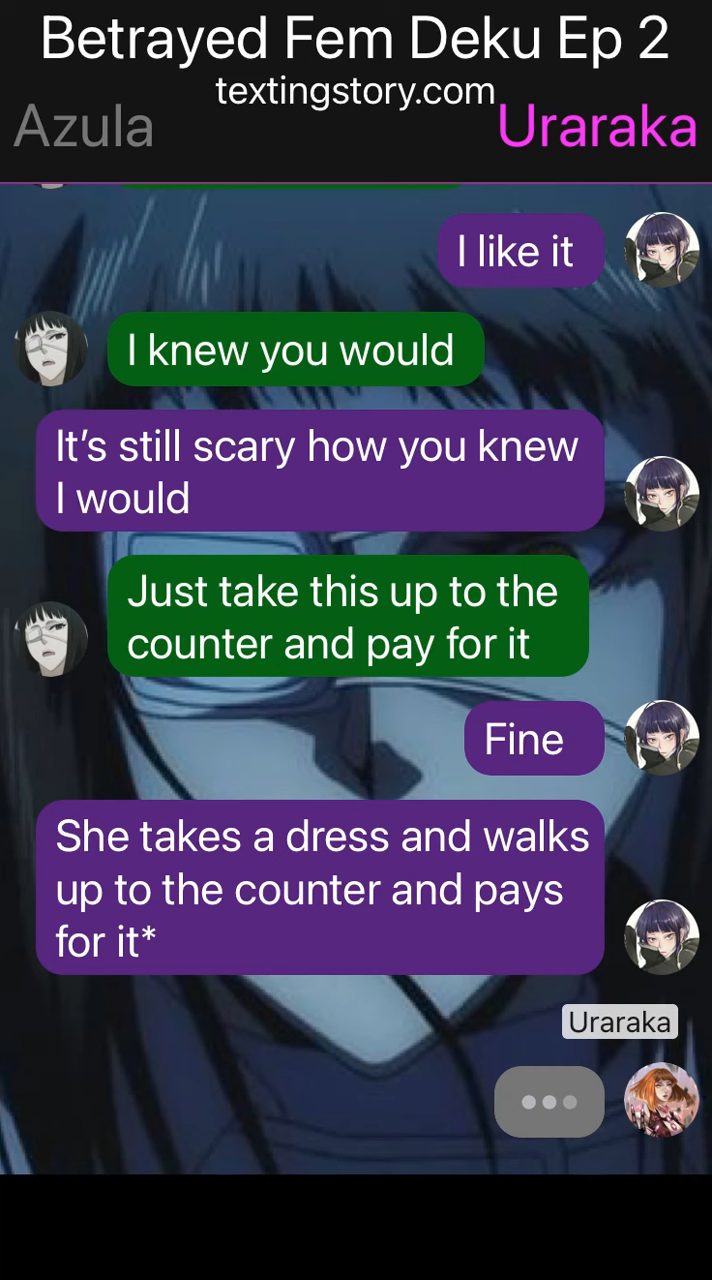 Betrayed Fem Deku Ep 2
textingstory.com
Azula
Uraraka
I like it
I knew you would
It’s still scary how you knew
I would
Just take this up to the
counter and pay for it
Fine
She takes a dress and walks
up to the counter and pays
for it*
Uraraka